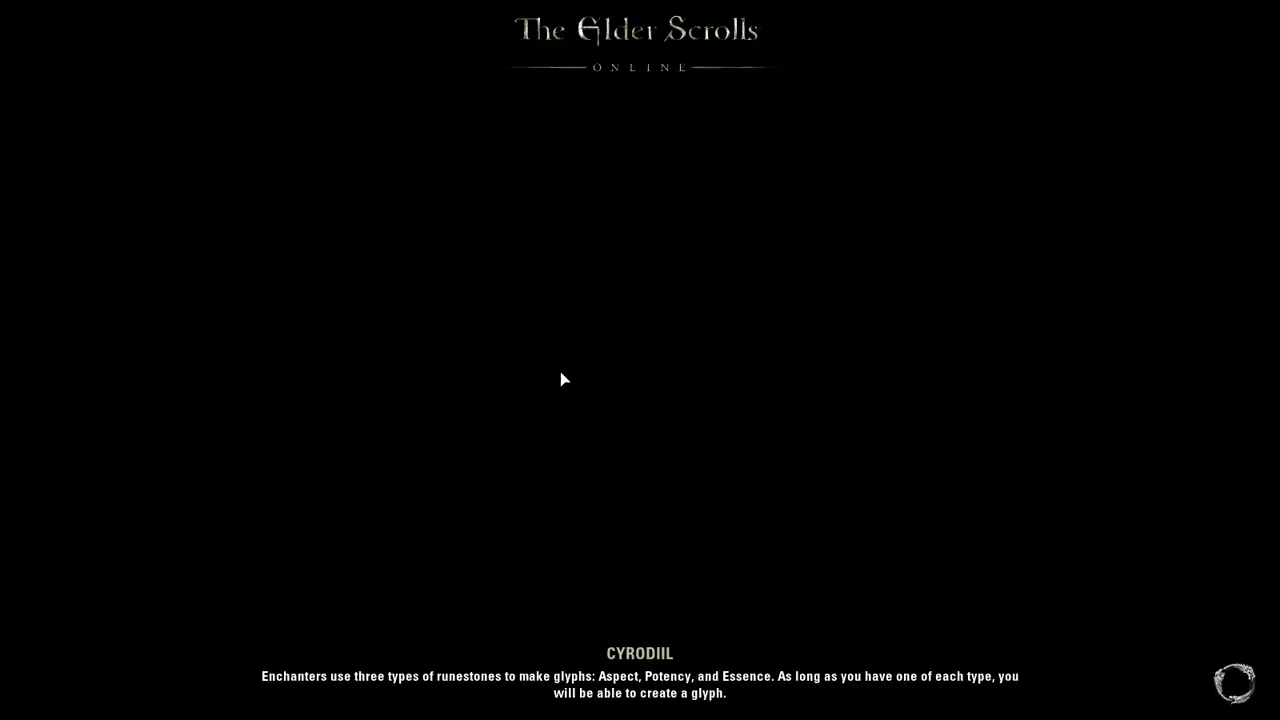 The Elder Scrolls
ONLINE
CYRODIIL
Enchanters use three types of runestones to make glyphs: Aspect, Potency, and Essence. As long as you have one of each type, you
will be able to create a glyph.